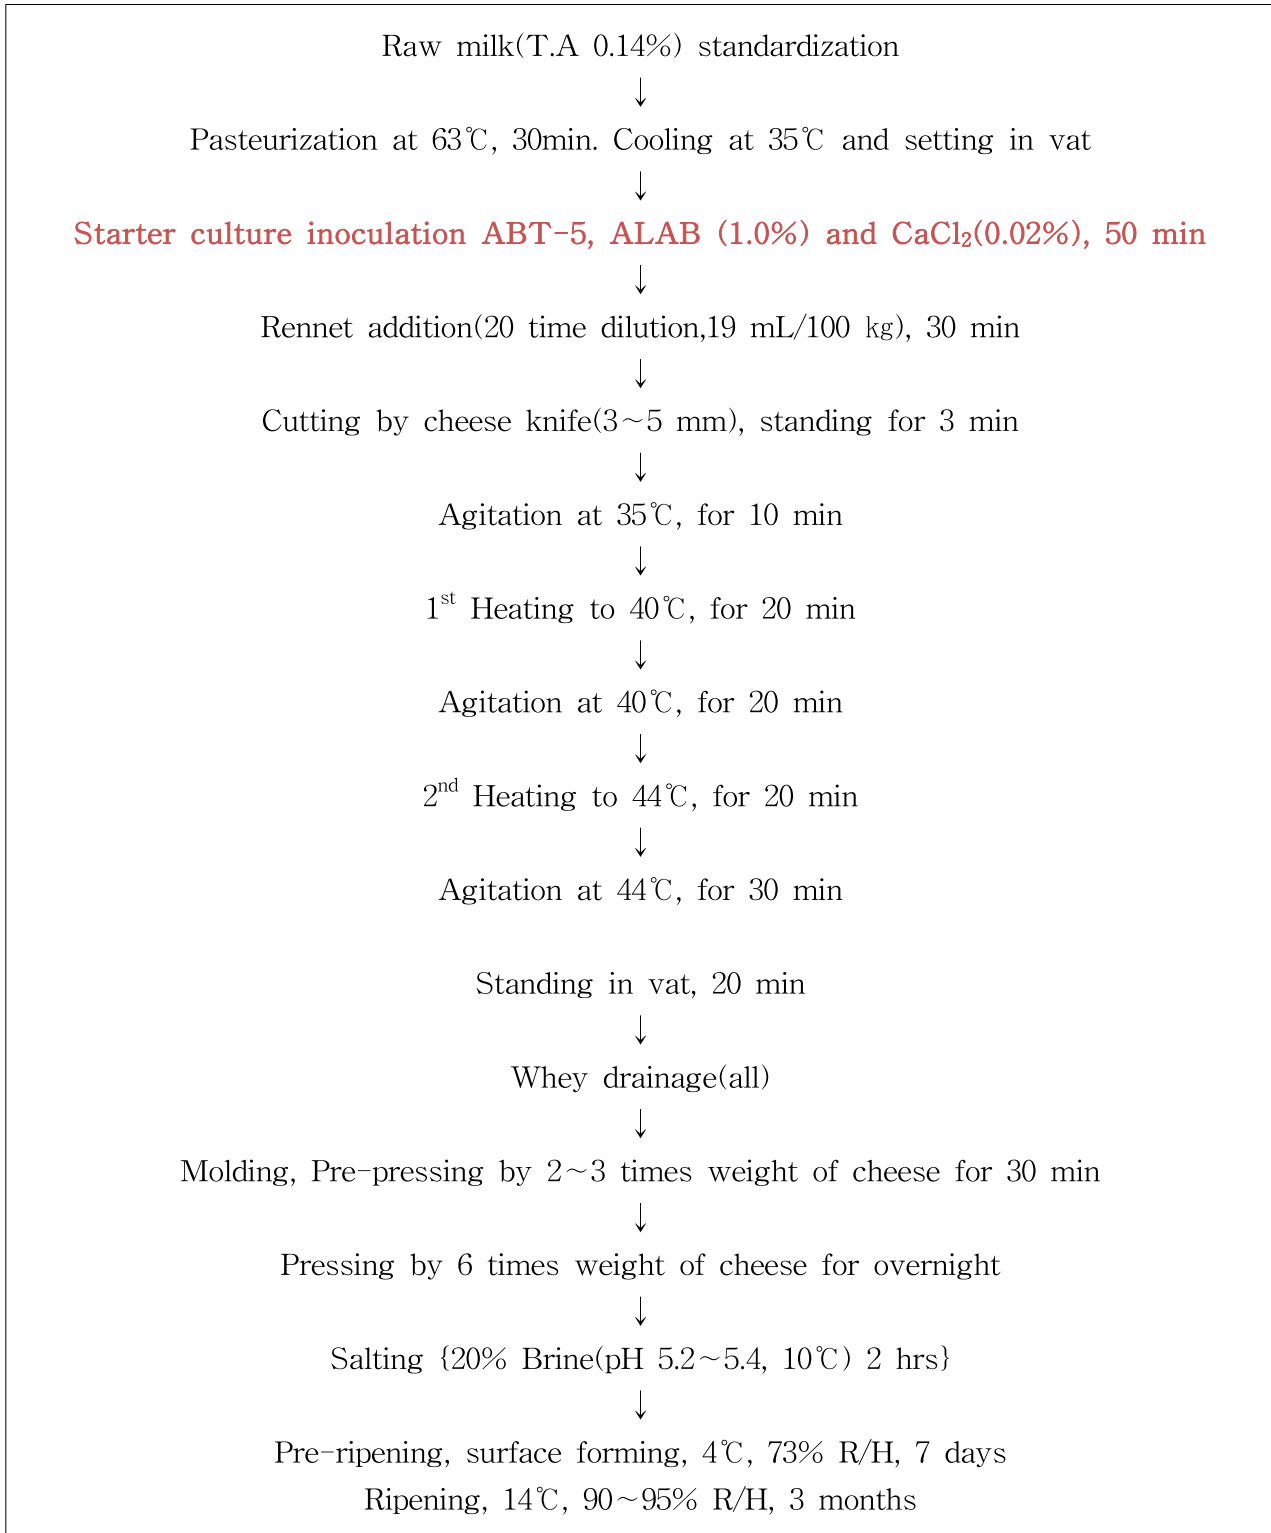 Raw milk(T.A 0.14%) standardization
↓
Pasteurization at 63℃, 30min. Cooling at 35℃ and setting in vat
↓
Starter culture inoculation ABT-5, ALAB (1.0%) and CaCl₂(0.02%), 50 min
↓
Rennet addition(20 time dilution,19 mL/100 ㎏), 30 min
↓
Cutting by cheese knife(3~5 mm), standing for 3 min
↓
Agitation at 35℃, for 10 min
↓
1st Heating to 40℃, for 20 min
↓
Agitation at 40℃, for 20 min
↓
2nd Heating to 44℃, for 20 min
↓
Agitation at 44℃, for 30 min
Standing in vat, 20 min
↓
Whey drainage(all)
↓
Molding, Pre-pressing by 2~3 times weight of cheese for 30 min
↓
Pressing by 6 times weight of cheese for overnight
↓
Salting {20% Brine(pH 5.2~5.4, 10℃) 2 hrs}
↓
Pre-ripening, surface forming, 4℃, 73% R/H, 7 days
Ripening, 14℃, 90~95% R/H, 3 months